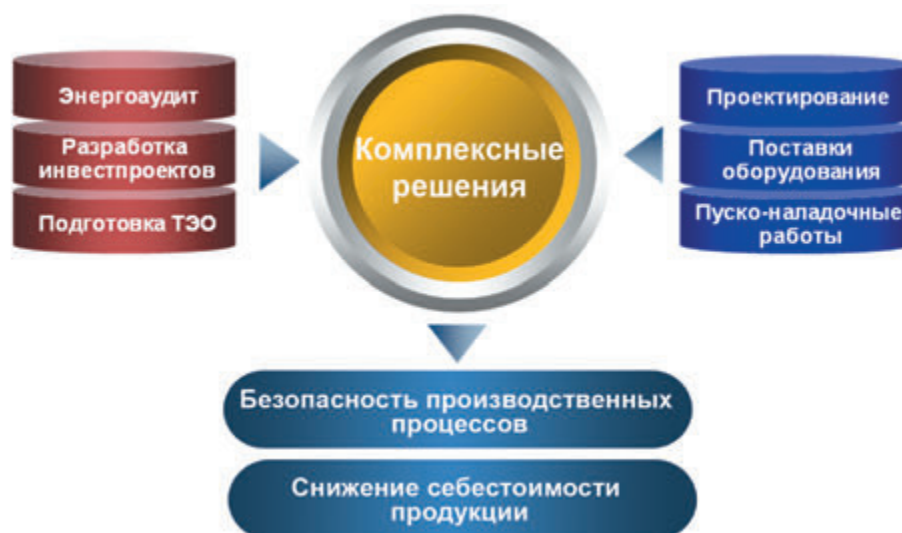 Энергоаудит
Разработка
инвестпроектов
Подготовка ТЭО
Комплексные
решения
Проектирование
Поставки
оборудования
Пуско-наладочные
работы
Безопасность производственных
процессов
Снижение себестоимости
продукции